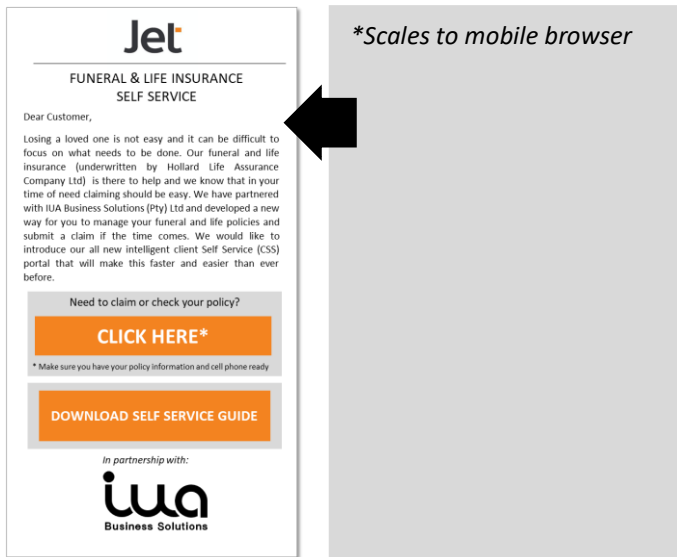 Jet
FUNERAL & LIFE INSURANCE
SELF SERVICE
Dear Customer,
Losing a loved one is not easy and it can be difficult to
focus on what needs to be done. Our funeral and life
insurance (underwritten by Hollard Life Assurance
Company Ltd) is there to help and we know that in your
time of need claiming should be easy. We have partnered
with IUA Business Solutions (Pty) Ltd and developed a new
way for you to manage your funeral and life policies and
submit a claim if the time comes. We would like to
introduce our all new intelligent client Self Service (CSS)
portal that will make this faster and easier than ever
before.
Need to claim or check your policy?
CLICK HERE*
* Make sure you have your policy information and cell phone ready
DOWNLOAD SELF SERVICE GUIDE
In partnership with:
iua
Business Solutions
*Scales to mobile browser